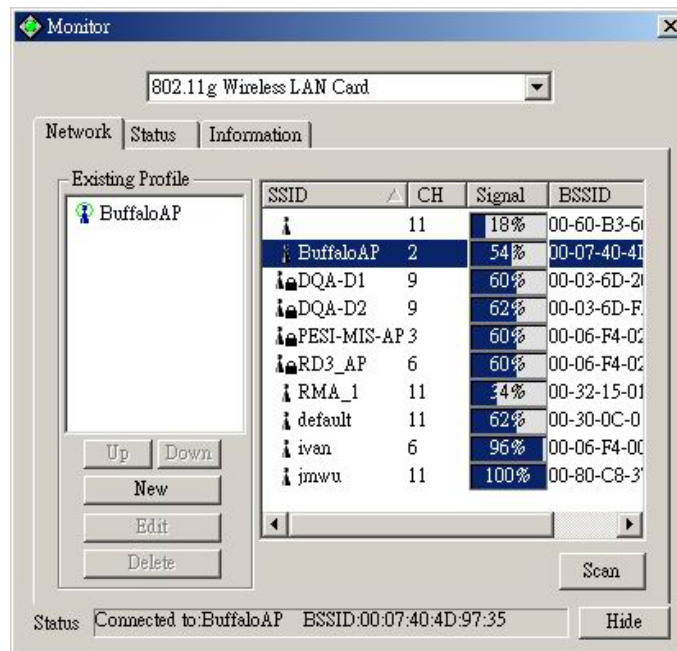 Monitor
802.11g Wireless LAN Card
Network Status Information
Existing Profile
BuffaloAP
SSID CH Signal BSSID
11 18% 00-60-B3-6
BuffaloAP 2 54% 00-07-40-4
DQA-D1 9 60% 00-03-6D-2
DQA-D2 9 62% 00-03-6D-F
PESI-MIS-AP 3 60% 00-06-F4-02
RD3_AP 6 60% 00-06-F4-02
RMA_1 11 34% 00-32-15-01
default 11 62% 00-30-0C-0
ivan 6 96% 00-06-F4-00
jmwu 11 100% 00-80-C8-3
Up Down
New
Edit
Delete
Scan
Status Connected to:BuffaloAP BSSID:00:07:40:4D:97:35
Hide